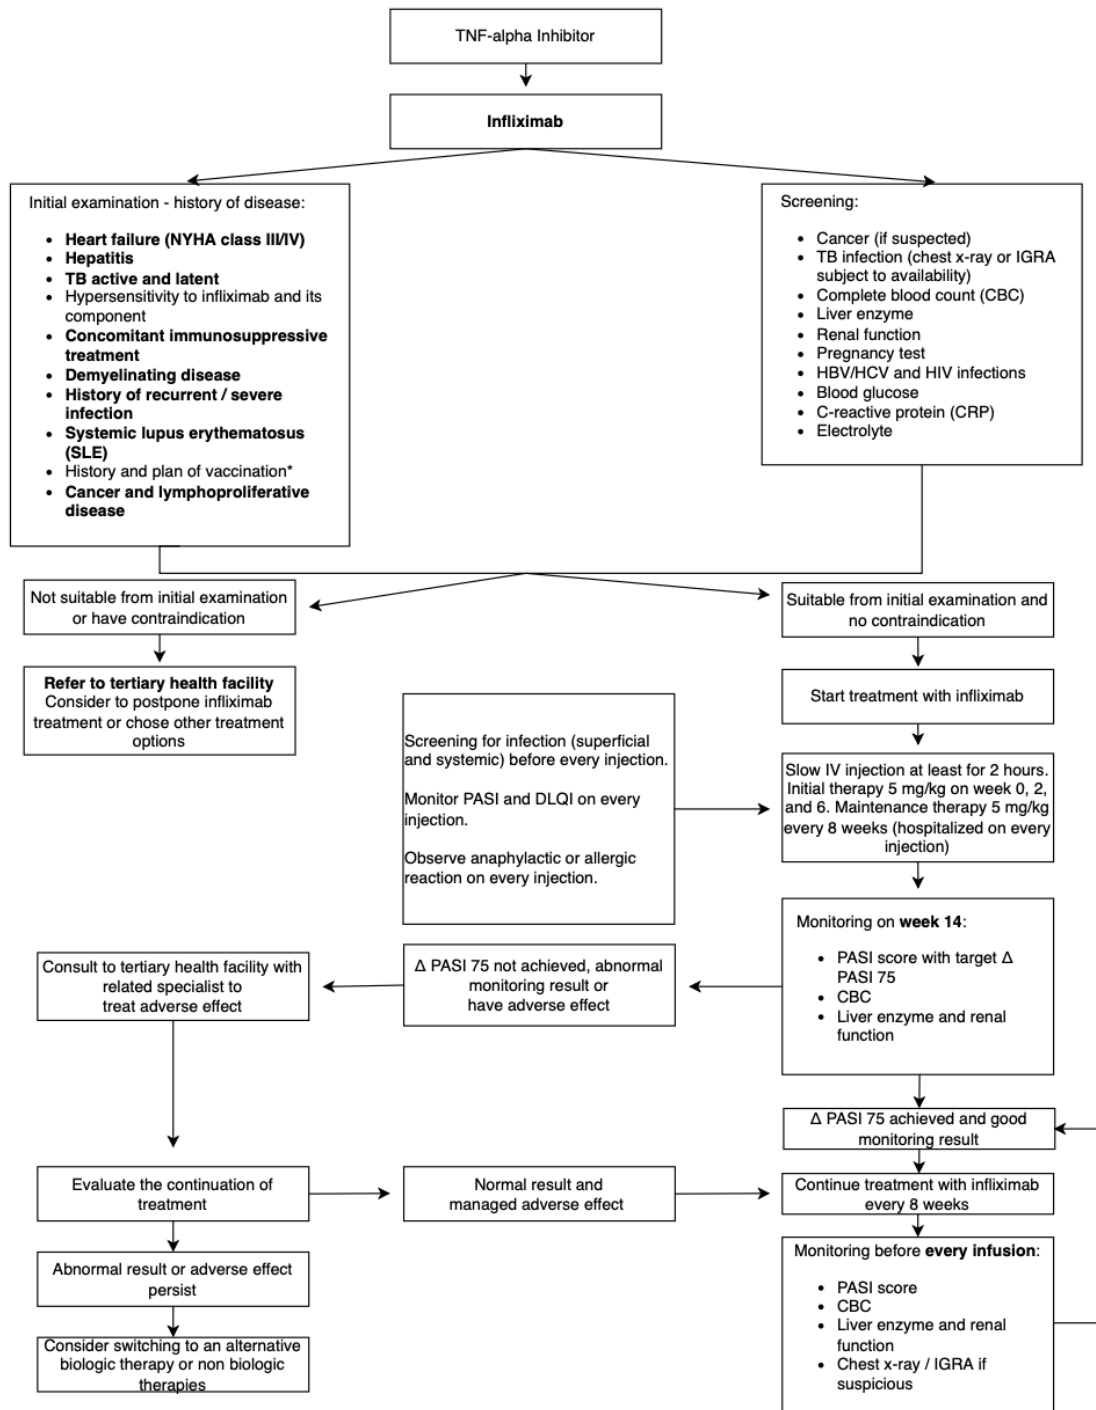 TNF-alpha Inhibitor
Infliximab
Initial examination - history of disease:
• Heart failure (NYHA class III/IV)
• Hepatitis
• TB active and latent
• Hypersensitivity to infliximab and its
component
• Concomitant immunosuppressive
treatment
• Demyelinating disease
• History of recurrent / severe
infection
• Systemic lupus erythematosus
(SLE)
• History and plan of vaccination*
• Cancer and lymphoproliferative
disease
Screening:
• Cancer (if suspected)
• TB infection (chest x-ray or IGRA
subject to availability)
• Complete blood count (CBC)
• Liver enzyme
• Renal function
• Pregnancy test
• HBV/HCV and HIV infections
• Blood glucose
• C-reactive protein (CRP)
• Electrolyte
Not suitable from initial examination
or have contraindication
Refer to tertiary health facility
Consider to postpone infliximab
treatment or chose other treatment
options
Suitable from initial examination and
no contraindication
Start treatment with infliximab
Screening for infection (superficial
and systemic) before every injection.
Monitor PASI and DLQI on every
injection.
Observe anaphylactic or allergic
reaction on every injection.
Slow IV injection at least for 2 hours.
Initial therapy 5 mg/kg on week 0, 2,
and 6. Maintenance therapy 5 mg/kg
every 8 weeks (hospitalized on every
injection)
Monitoring on week 14:
• PASI score with target Δ
PASI 75
• CBC
• Liver enzyme and renal
function
Δ PASI 75 not achieved, abnormal
monitoring result or
have adverse effect
Consult to tertiary health facility with
related specialist to
treat adverse effect
Δ PASI 75 achieved and good
monitoring result
Evaluate the continuation of
treatment
Normal result and
managed adverse effect
Continue treatment with infliximab
every 8 weeks
Abnormal result or adverse effect
persist
Consider switching to an alternative
biologic therapy or non biologic
therapies
Monitoring before every infusion:
• PASI score
• CBC
• Liver enzyme and renal
function
• Chest x-ray / IGRA if
suspicious